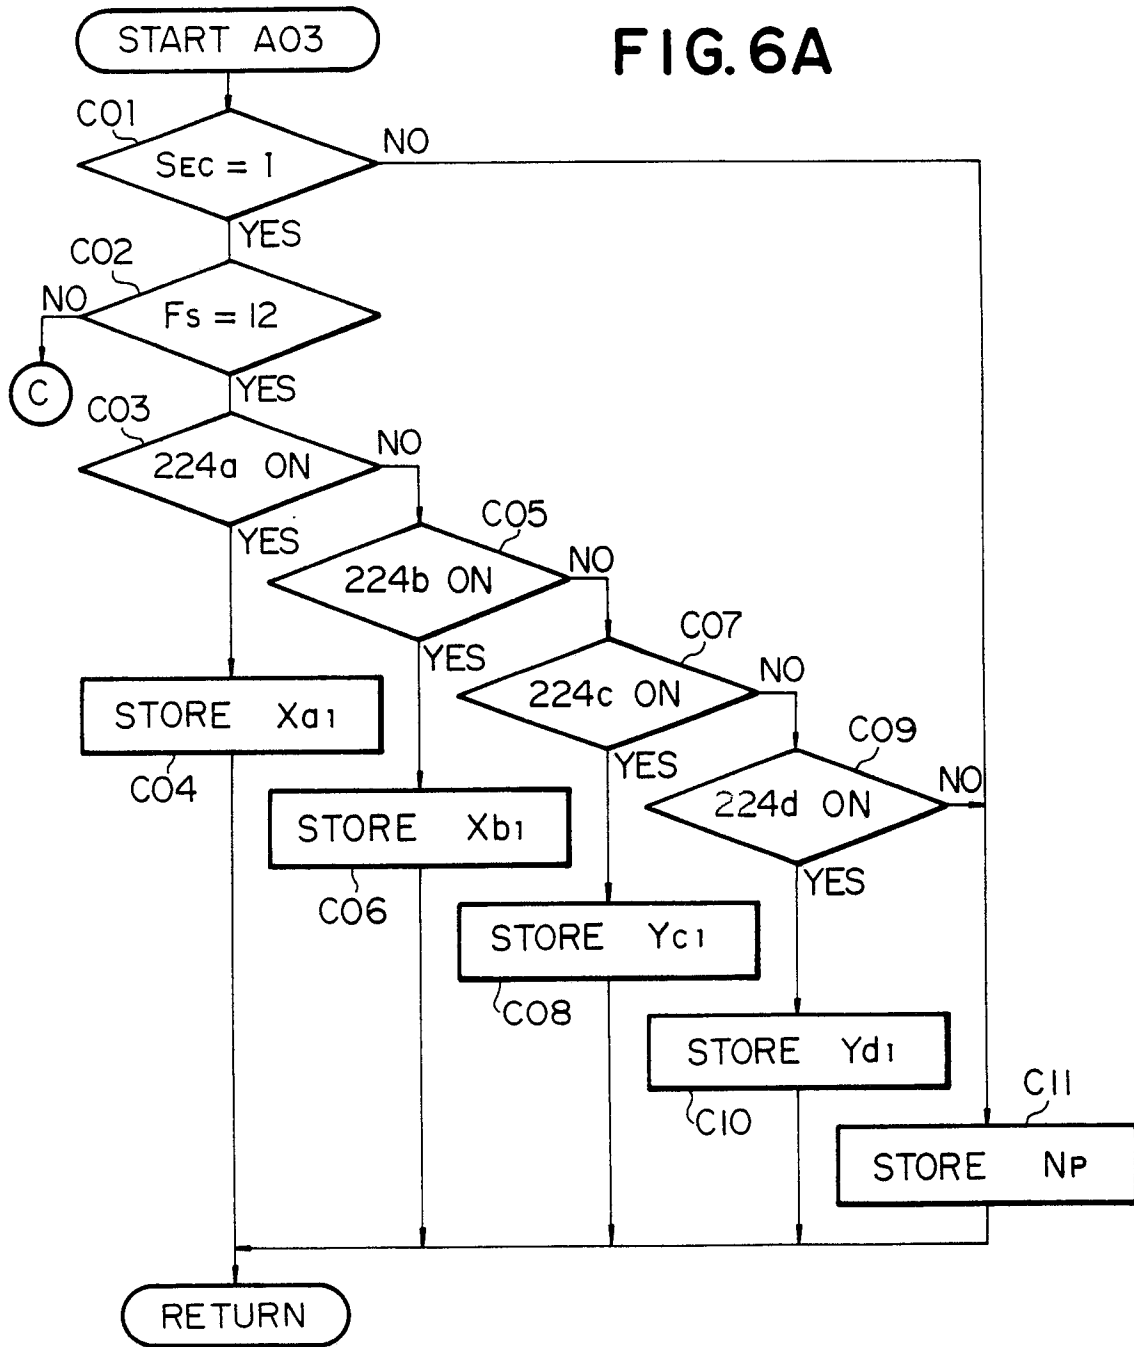 START A03
FIG. 6A
C01
SEC = 1
NO
YES
C02
NO
FS = 12
YES
C
C03
224a ON
NO
YES
C05
224b ON
NO
YES
C07
224c ON
NO
YES
C09
224d ON
NO
YES
STORE Xa1
C04
STORE Xb1
C06
STORE Yc1
C08
STORE Yd1
C10
C11
STORE NP
RETURN